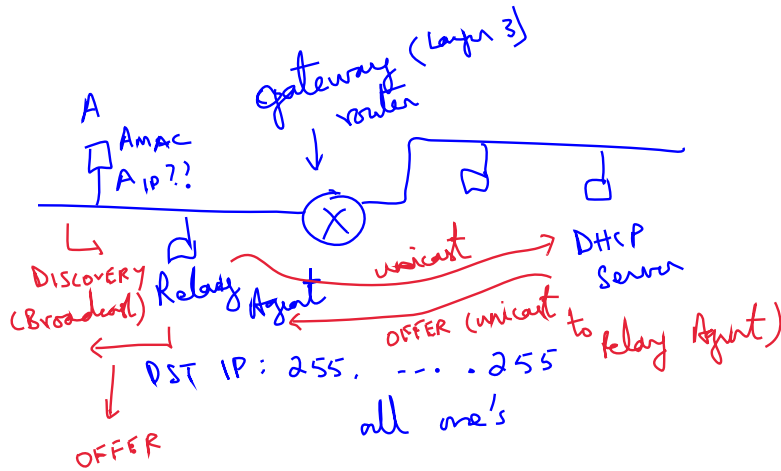 gateway (Layer 3)
router
A
AMAC
AIP??
X
DISCOVERY
(Broadcast)
Relay Agent
unicast
DHCP
Server
OFFER (unicast to Relay Agent)
DST IP: 255. --- . 255
all one's
OFFER